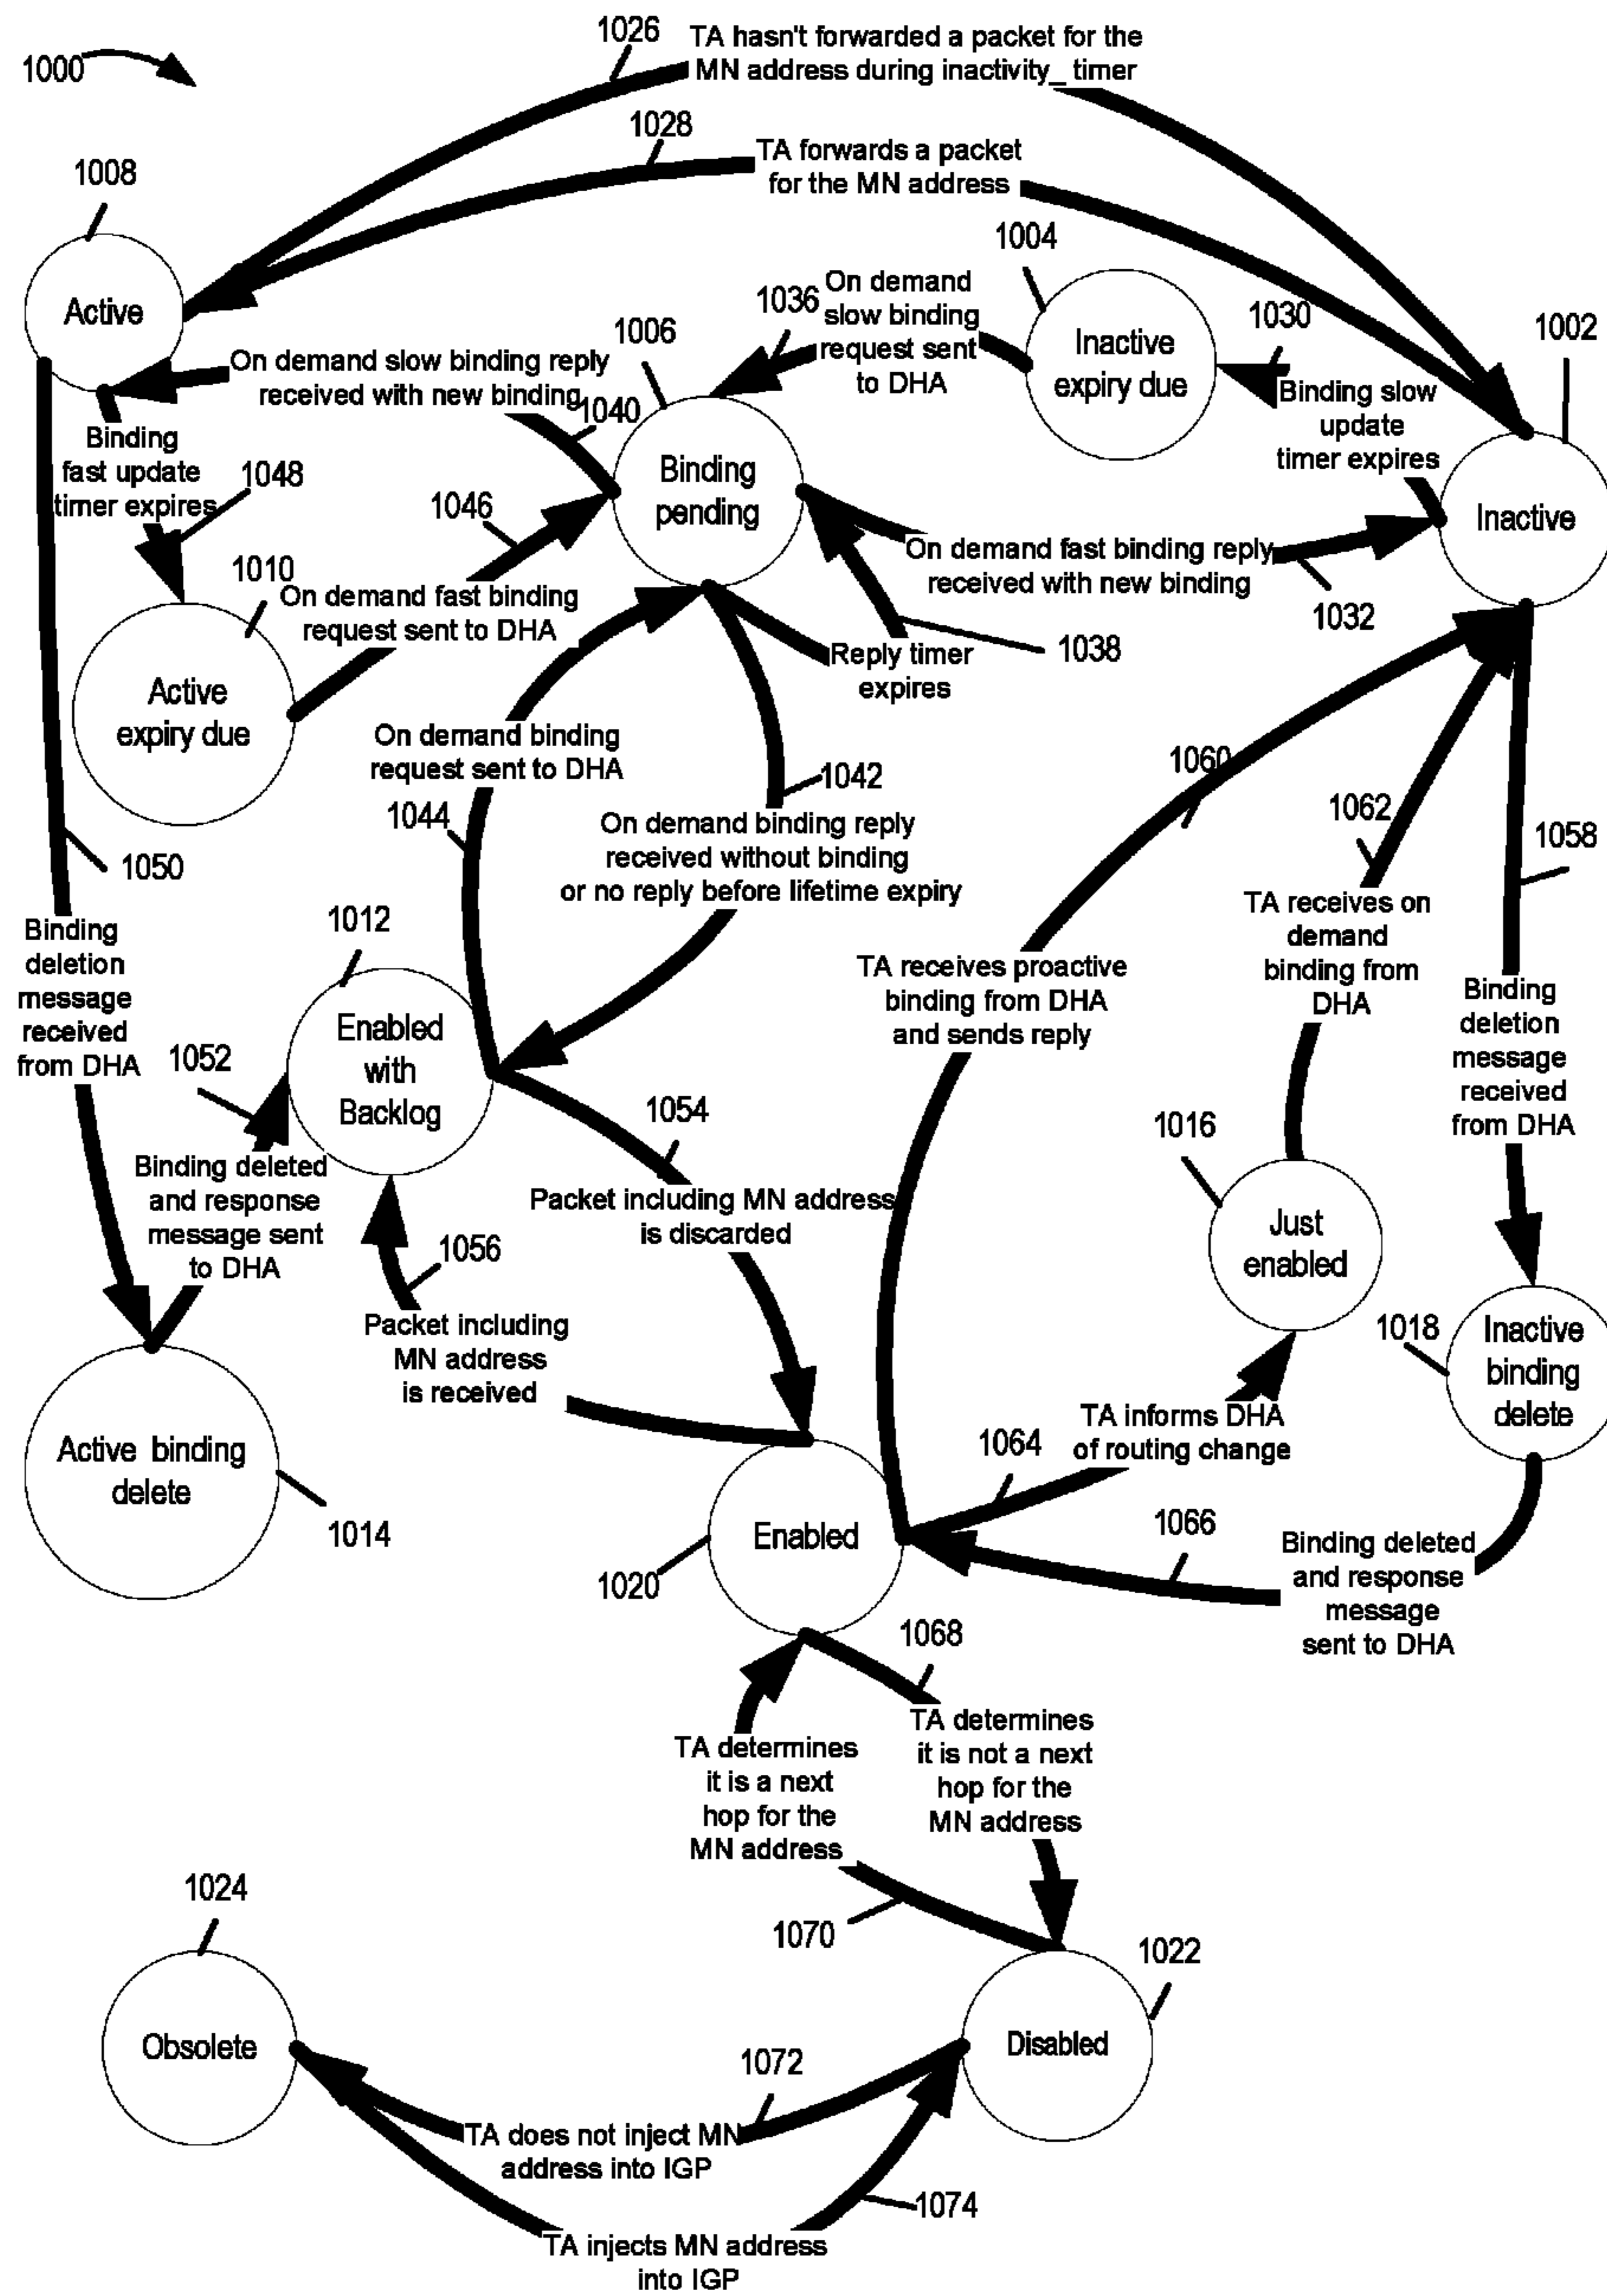 1000
1026
TA hasn't forwarded a packet for the
MN address during inactivity_ timer
1028
TA forwards a packet
for the MN address
1008
Active
1004
Inactive
expiry due
1036
On demand
slow binding
request sent
to DHA
1006
Binding
pending
1030
Binding slow
update
timer expires
1002
Inactive
On demand slow binding reply
received with new binding
1040
Binding
fast update
timer expires
1048
1046
1010
On demand fast binding
request sent to DHA
Active
expiry due
On demand fast binding reply
received with new binding
1032
Reply timer
expires
1038
On demand binding
request sent to DHA
1044
1042
On demand binding reply
received without binding
or no reply before lifetime expiry
1060
1062
1058
1050
Binding
deletion
message
received
from DHA
1012
Enabled
with
Backlog
TA receives proactive
binding from DHA
and sends reply
TA receives on
demand
binding from
DHA
Binding
deletion
message
received
from DHA
1052
Binding deleted
and response
message sent
to DHA
1054
Packet including MN address
is discarded
1016
Just
enabled
1056
Packet including
MN address
is received
1018
Inactive
binding
delete
Active binding
delete
1014
1064
TA informs DHA
of routing change
1020
Enabled
1066
Binding deleted
and response
message
sent to DHA
1068
TA determines
it is not a next
hop for the
MN address
TA determines
it is a next
hop for the
MN address
1070
1024
Obsolete
1022
Disabled
1072
TA does not inject MN
address into IGP
1074
TA injects MN address
into IGP